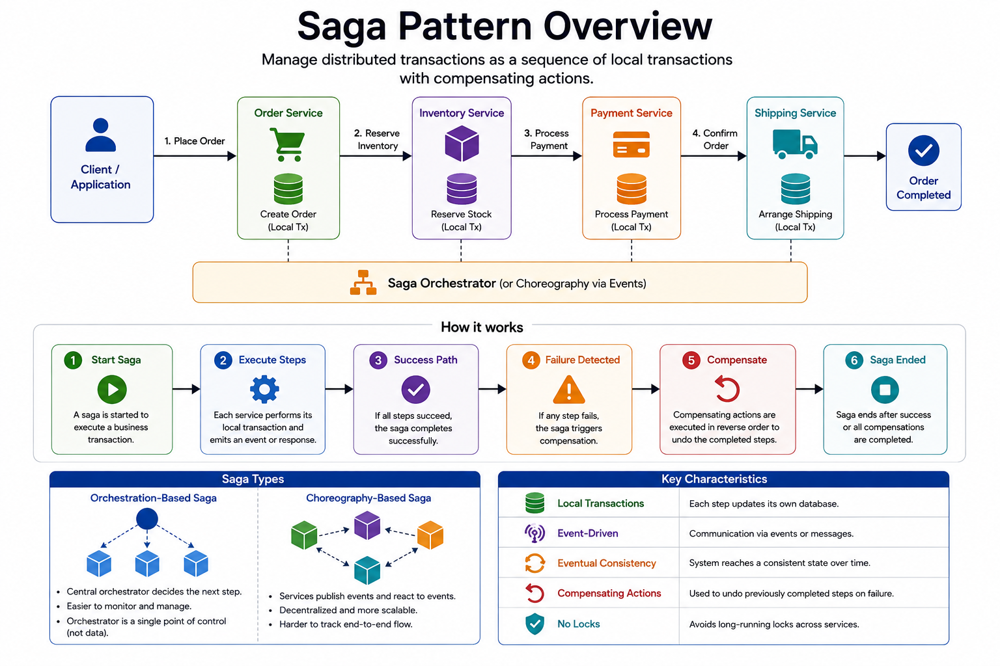 Saga Pattern Overview
Manage distributed transactions as a sequence of local transactions
with compensating actions.
Client /
Application
1. Place Order
Order Service
Create Order
(Local Tx)
2. Reserve
Inventory
Inventory Service
Reserve Stock
(Local Tx)
3. Process
Payment
Payment Service
Process Payment
(Local Tx)
4. Confirm
Order
Shipping Service
Arrange Shipping
(Local Tx)
Order
Completed
Saga Orchestrator (or Choreography via Events)
How it works
1 Start Saga
A saga is started to
execute a business
transaction.
2 Execute Steps
Each service performs its
local transaction and
emits an event or response.
3 Success Path
If all steps succeed,
the saga completes
successfully.
4 Failure Detected
If any step fails,
the saga triggers
compensation.
5 Compensate
Compensating actions are
executed in reverse order to
undo the completed steps.
6 Saga Ended
Saga ends after success
or all compensations
are completed.
Saga Types
Orchestration-Based Saga
• Central orchestrator decides the next step.
• Easier to monitor and manage.
• Orchestrator is a single point of control
(not data).
Choreography-Based Saga
• Services publish events and react to events.
• Decentralized and more scalable.
• Harder to track end-to-end flow.
Key Characteristics
Local Transactions Each step updates its own database.
Event-Driven Communication via events or messages.
Eventual Consistency System reaches a consistent state over time.
Compensating Actions Used to undo previously completed steps on failure.
No Locks Avoids long-running locks across services.